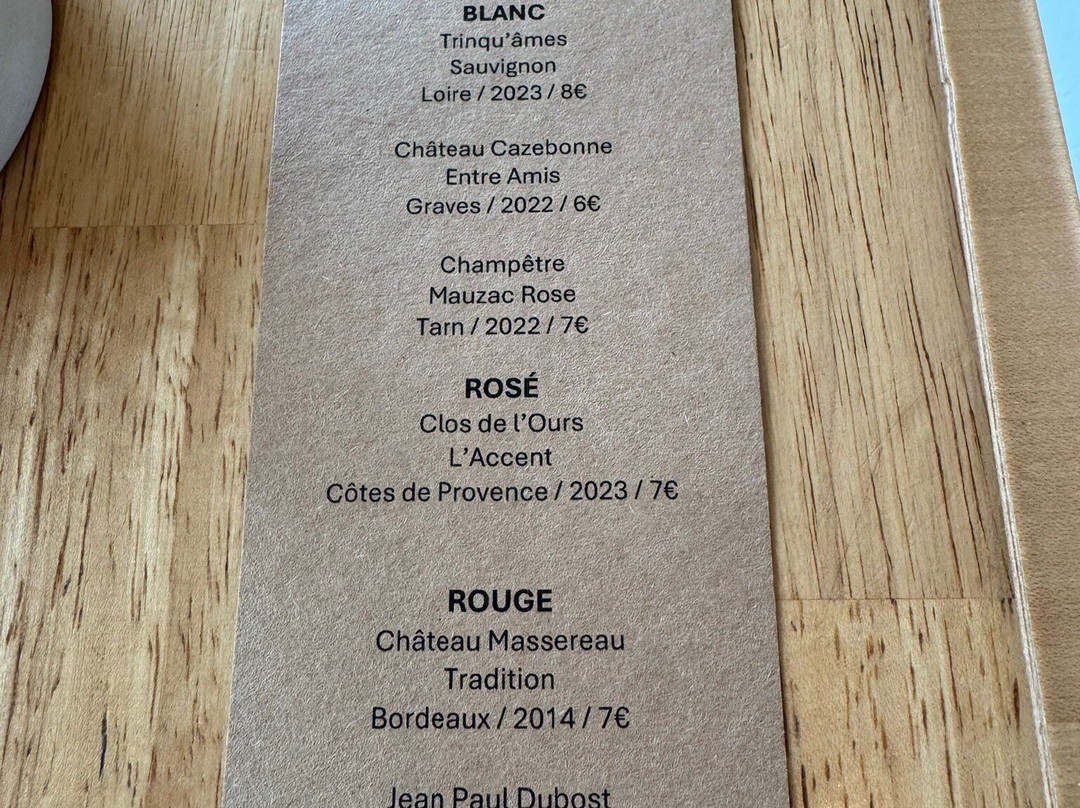 BLANC
Trinqu'âmes
Sauvignon
Loire / 2023 / 8€
Château Cazebonne
Entre Amis
Graves / 2022 / 6€
Champêtre
Mauzac Rose
Tarn / 2022 / 7€
ROSÉ
Clos de l'Ours
L'Accent
Côtes de Provence / 2023 / 7€
ROUGE
Château Massereau
Tradition
Bordeaux / 2014 / 7€
Jean Paul Dubost